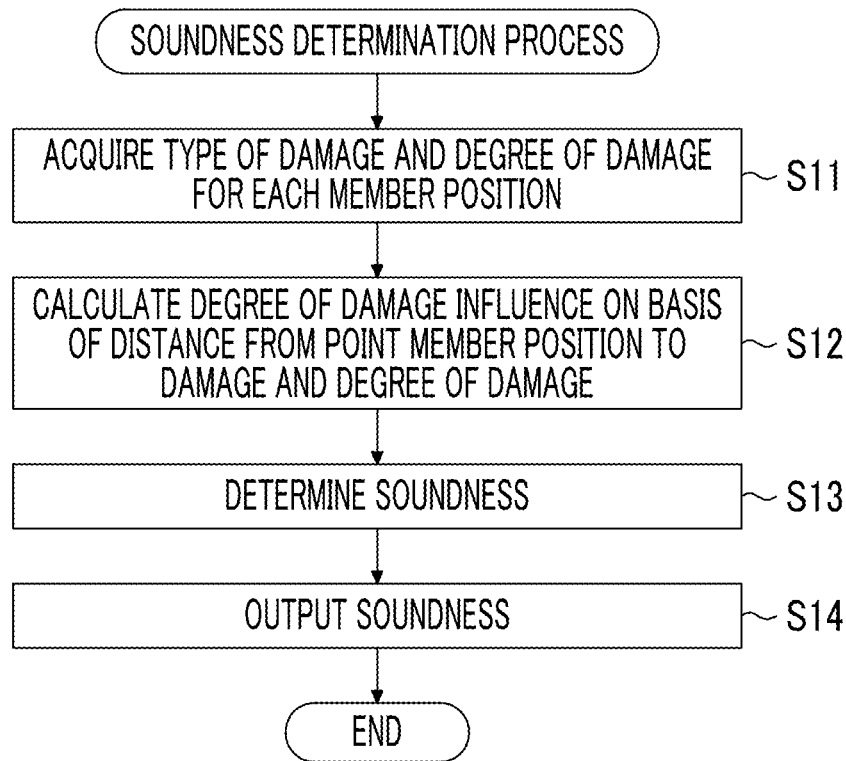 SOUNDNESS DETERMINATION PROCESS
ACQUIRE TYPE OF DAMAGE AND DEGREE OF DAMAGE
FOR EACH MEMBER POSITION
S11
CALCULATE DEGREE OF DAMAGE INFLUENCE ON BASIS
OF DISTANCE FROM POINT MEMBER POSITION TO
DAMAGE AND DEGREE OF DAMAGE
S12
DETERMINE SOUNDNESS
S13
OUTPUT SOUNDNESS
S14
END